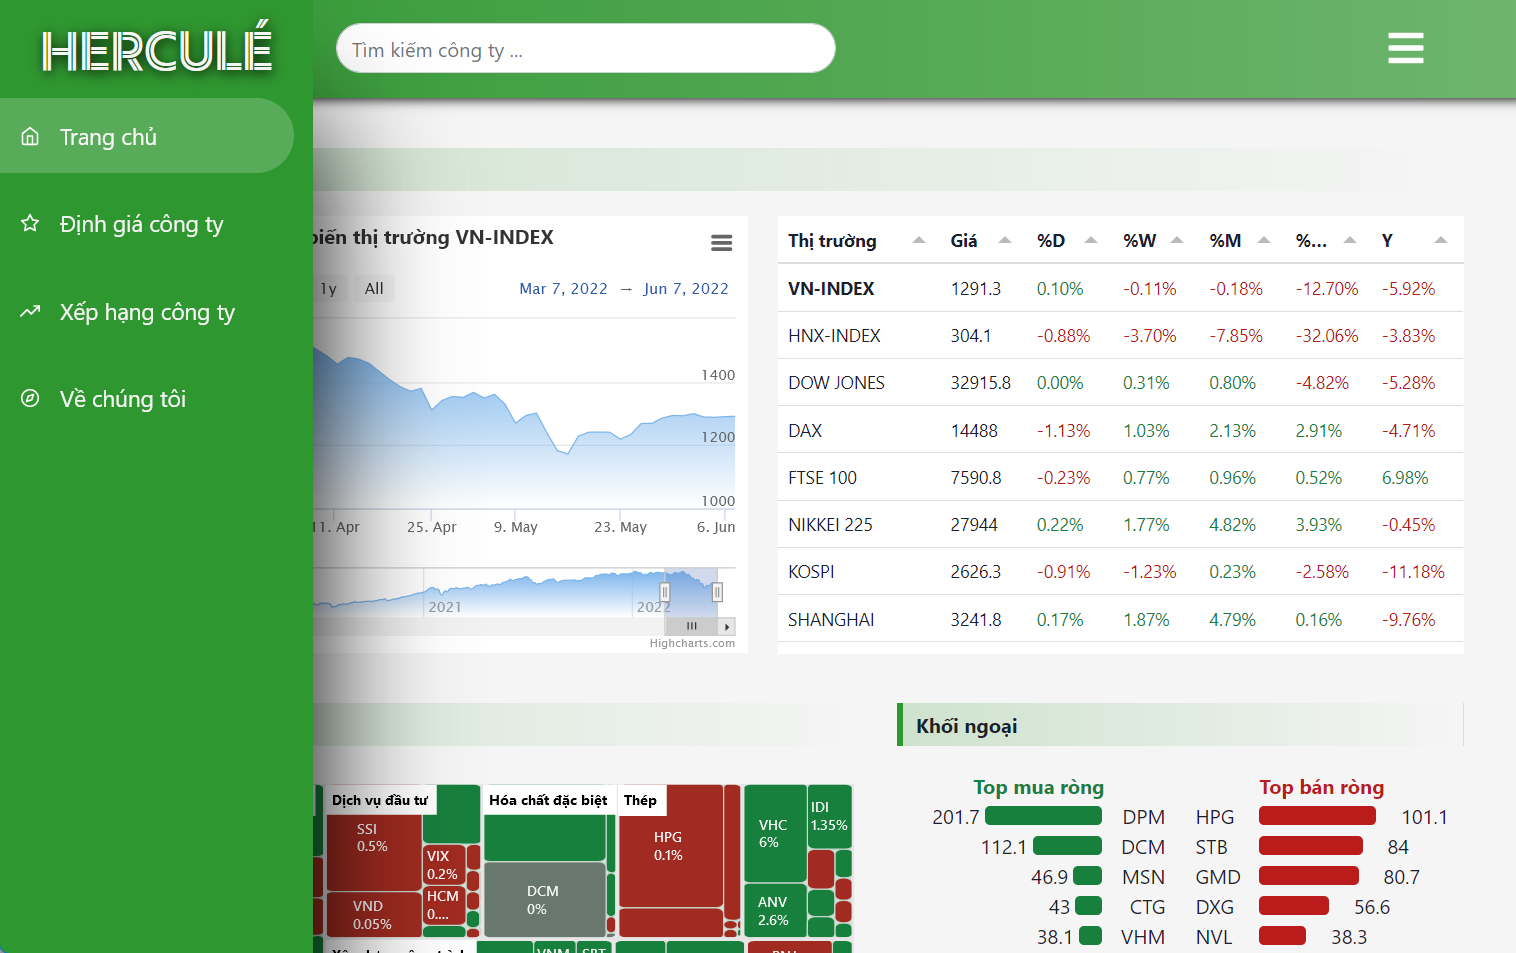 HERCULÉ
Tìm kiếm công ty ...
Trang chủ
Định giá công ty
Xếp hạng công ty
Về chúng tôi
biến thị trường VN-INDEX
1y All
Mar 7, 2022 → Jun 7, 2022
1400
1200
1000
11. Apr 25. Apr 9. May 23. May 6. Jun
2021 2022
Highcharts.com
Thị trường Giá %D %W %M %... Y
VN-INDEX 1291.3 0.10% -0.11% -0.18% -12.70% -5.92%
HNX-INDEX 304.1 -0.88% -3.70% -7.85% -32.06% -3.83%
DOW JONES 32915.8 0.00% 0.31% 0.80% -4.82% -5.28%
DAX 14488 -1.13% 1.03% 2.13% 2.91% -4.71%
FTSE 100 7590.8 -0.23% 0.77% 0.96% 0.52% 6.98%
NIKKEI 225 27944 0.22% 1.77% 4.82% 3.93% -0.45%
KOSPI 2626.3 -0.91% -1.23% 0.23% -2.58% -11.18%
SHANGHAI 3241.8 0.17% 1.87% 4.79% 0.16% -9.76%
Dịch vụ đầu tư
SSI
0.5%
VIX
0.2%
HCM
0....
VND
0.05%
Hóa chất đặc biệt
DCM
0%
Thép
HPG
0.1%
VHC
6%
IDI
1.35%
ANV
2.6%
VNM SBT
Khối ngoại
Top mua ròng Top bán ròng
201.7 DPM HPG 101.1
112.1 DCM STB 84
46.9 MSN GMD 80.7
43 CTG DXG 56.6
38.1 VHM NVL 38.3